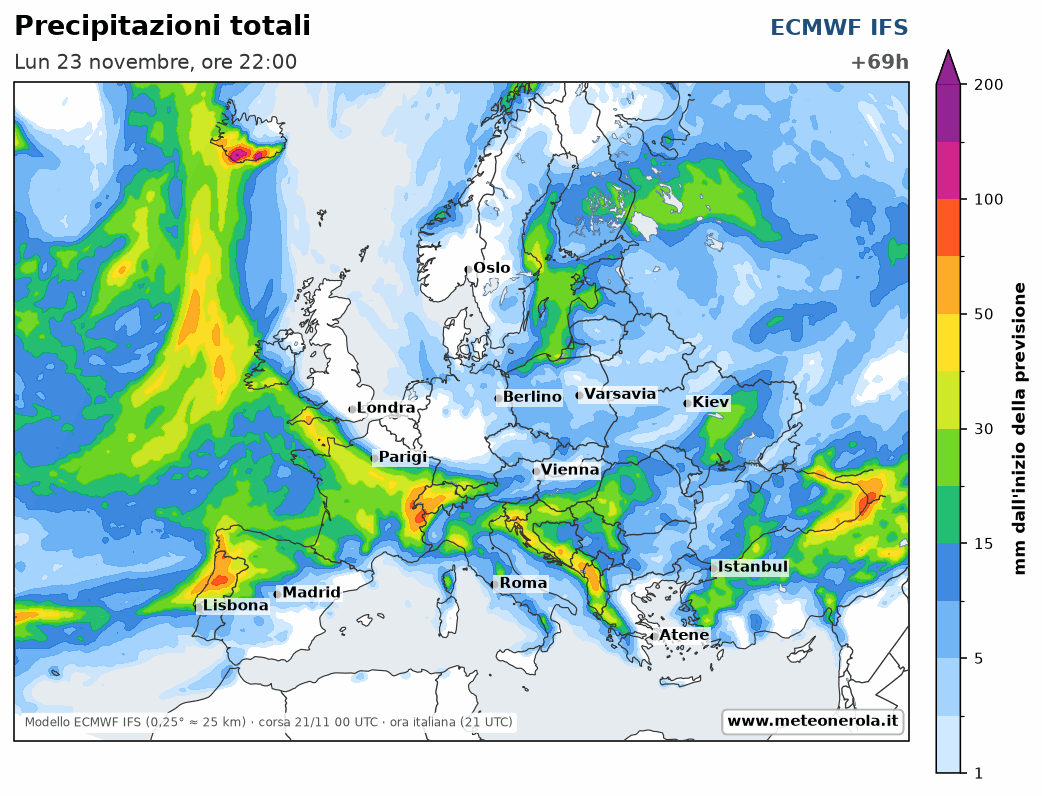 Precipitazioni totali
ECMWF IFS
Lun 23 novembre, ore 22:00
+69h
200
100
50
30
15
5
1
mm dall'inizio della previsione
Oslo
Londra
Berlino
Varsavia
Kiev
Parigi
Vienna
Istanbul
Roma
Madrid
Lisbona
Atene
Modello ECMWF IFS (0,25° ≈ 25 km) · corsa 21/11 00 UTC · ora italiana (21 UTC)
www.meteonerola.it